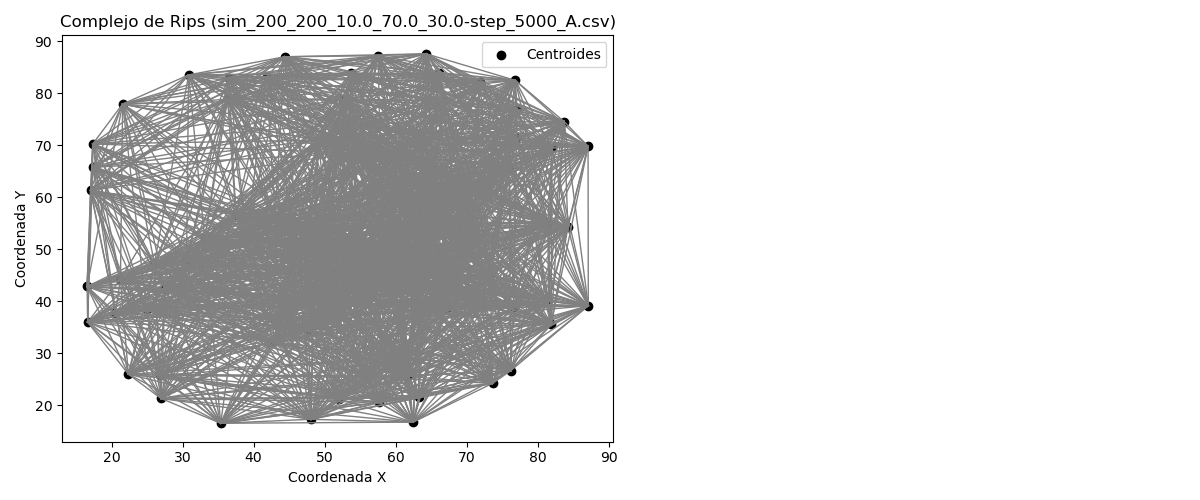 Complejo de Rips (sim_200_200_10.0_70.0_30.0-step_5000_A.csv)
Centroides
90
80
70
60
50
40
30
20
Coordenada Y
20 30 40 50 60 70 80 90
Coordenada X